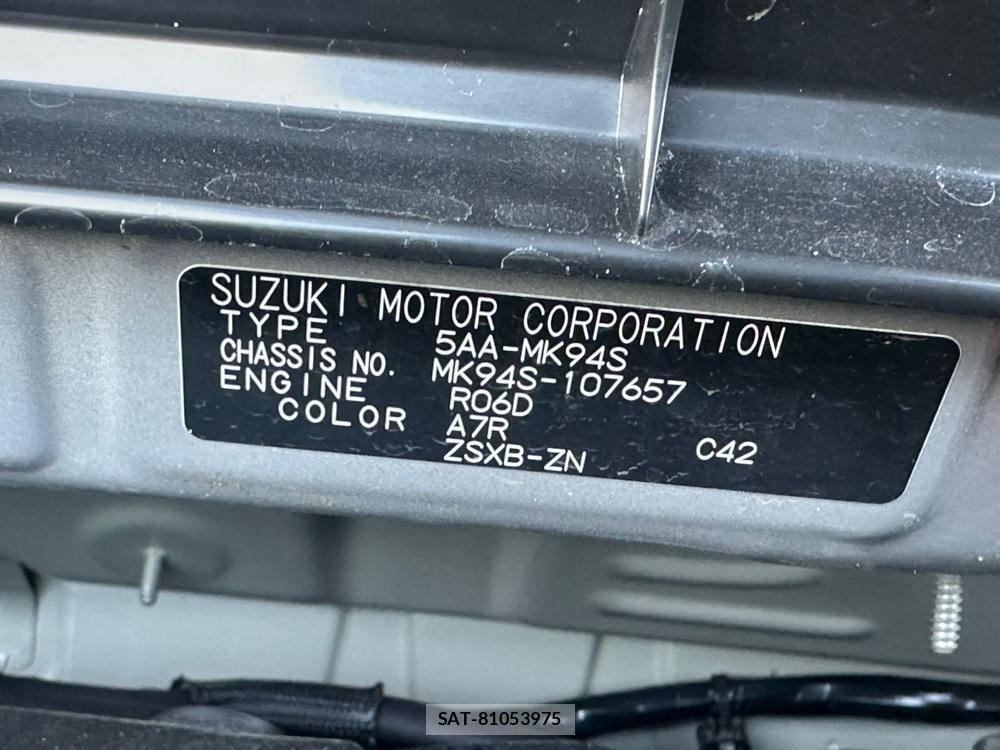 SUZUKI MOTOR CORPORATION
TYPE 5AA-MK94S
CHASSIS NO. MK94S-107657
ENGINE R06D
COLOR A7R C42
ZSXB-ZN
SAT-81053975